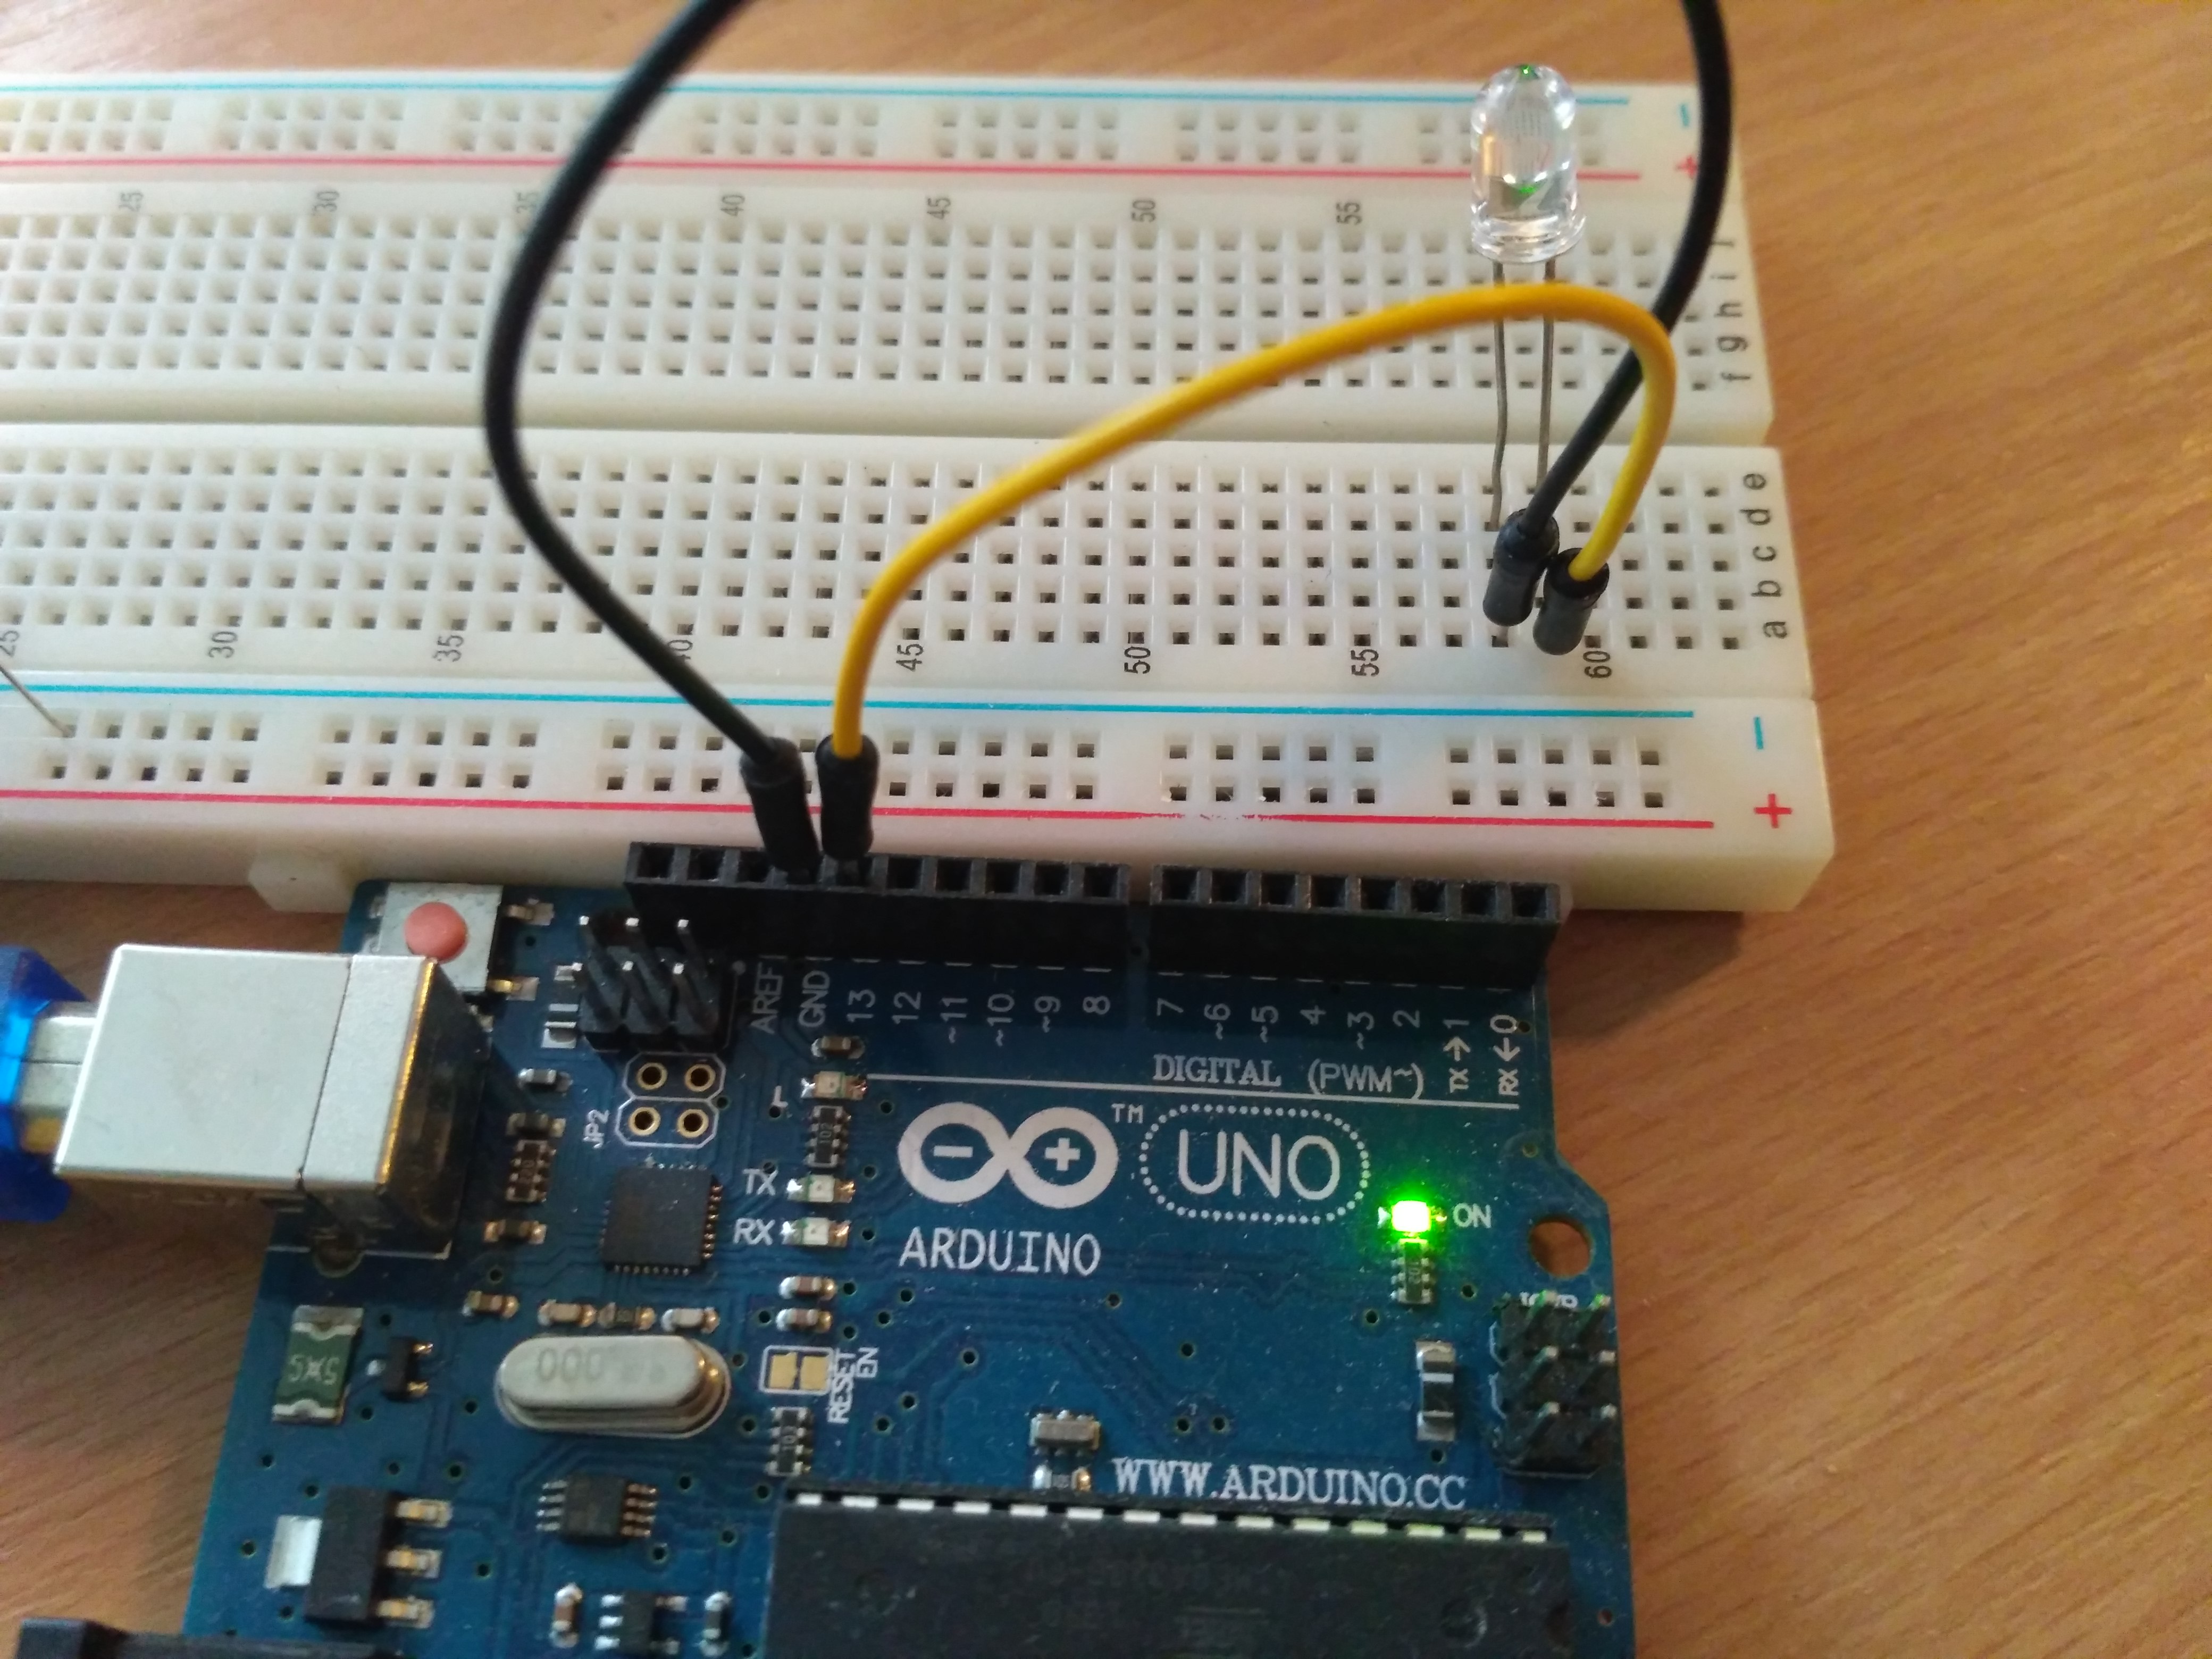 25 30 35 40 45 50 55
j
i
h
g
f
e
d
c
b
a
25 30 35 40 45 50 55 60
- +
AREF GND 13 12 ~11 ~10 ~9 8 7 ~6 ~5 4 ~3 2 TX→1 RX←0
DIGITAL (PWM~)
L
JP2
TM
UNO
TX
RX
ARDUINO
ON
102
RESET EN
WWW.ARDUINO.CC